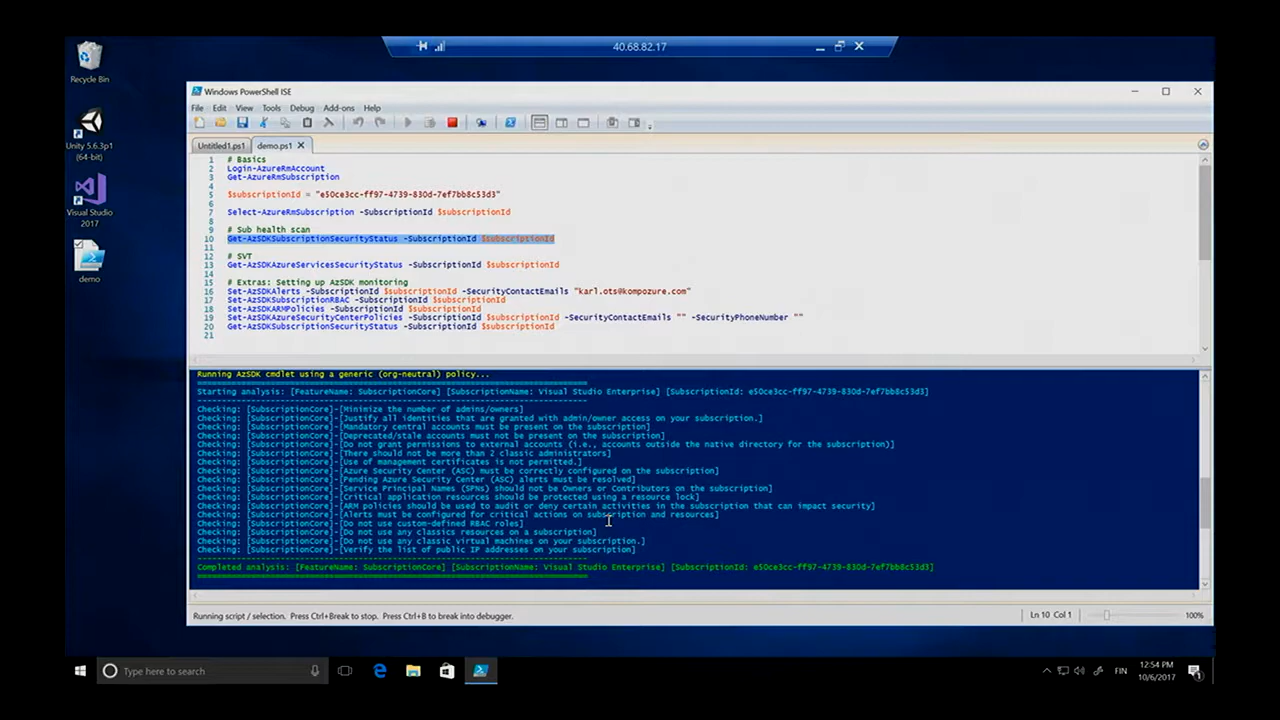 40.68.82.17
Recycle Bin
Unity 5.6.3p1
(64-bit)
Visual Studio
2017
demo
Windows PowerShell ISE
File Edit View Tools Debug Add-ons Help
Untitled1.ps1 demo.ps1
1 # Basics
2 Login-AzureRmAccount
3 Get-AzureRmSubscription
4
5 $subscriptionId = "e50ce3cc-ff97-4739-830d-7ef7bb8c53d3"
6
7 Select-AzureRmSubscription -SubscriptionId $subscriptionId
8
9 # Sub health scan
10 Get-AzSDKSubscriptionSecurityStatus -SubscriptionId $subscriptionId
11
12 # SVT
13 Get-AzSDKAzureServicesSecurityStatus -SubscriptionId $subscriptionId
14
15 # Extras: Setting up AzSDK monitoring
16 Set-AzSDKAlerts -SubscriptionId $subscriptionId -SecurityContactEmails "karl.ots@kompozure.com"
17 Set-AzSDKSubscriptionRBAC -SubscriptionId $subscriptionId
18 Set-AzSDKARMPolicies -SubscriptionId $subscriptionId
19 Set-AzSDKAzureSecurityCenterPolicies -SubscriptionId $subscriptionId -SecurityContactEmails "" -SecurityPhoneNumber ""
20 Get-AzSDKSubscriptionSecurityStatus -SubscriptionId $subscriptionId
21
Running AzSDK cmdlet using a generic (org-neutral) policy...
================================================================================
Starting analysis: [FeatureName: SubscriptionCore] [SubscriptionName: Visual Studio Enterprise] [SubscriptionId: e50ce3cc-ff97-4739-830d-7ef7bb8c53d3]
--------------------------------------------------------------------------------
Checking: [SubscriptionCore]-[Minimize the number of admins/owners]
Checking: [SubscriptionCore]-[Justify all identities that are granted with admin/owner access on your subscription.]
Checking: [SubscriptionCore]-[Mandatory central accounts must be present on the subscription]
Checking: [SubscriptionCore]-[Deprecated/stale accounts must not be present on the subscription]
Checking: [SubscriptionCore]-[Do not grant permissions to external accounts (i.e., accounts outside the native directory for the subscription)]
Checking: [SubscriptionCore]-[There should not be more than 2 classic administrators]
Checking: [SubscriptionCore]-[Use of management certificates is not permitted.]
Checking: [SubscriptionCore]-[Azure Security Center (ASC) must be correctly configured on the subscription]
Checking: [SubscriptionCore]-[Pending Azure Security Center (ASC) alerts must be resolved]
Checking: [SubscriptionCore]-[Service Principal Names (SPNs) should not be Owners or Contributors on the subscription]
Checking: [SubscriptionCore]-[Critical application resources should be protected using a resource lock]
Checking: [SubscriptionCore]-[ARM policies should be used to audit or deny certain activities in the subscription that can impact security]
Checking: [SubscriptionCore]-[Alerts must be configured for critical actions on subscription and resources]
Checking: [SubscriptionCore]-[Do not use custom-defined RBAC roles]
Checking: [SubscriptionCore]-[Do not use any classics resources on a subscription]
Checking: [SubscriptionCore]-[Do not use any classic virtual machines on your subscription.]
Checking: [SubscriptionCore]-[Verify the list of public IP addresses on your subscription]
--------------------------------------------------------------------------------
Completed analysis: [FeatureName: SubscriptionCore] [SubscriptionName: Visual Studio Enterprise] [SubscriptionId: e50ce3cc-ff97-4739-830d-7ef7bb8c53d3]
================================================================================
Running script / selection. Press Ctrl+Break to stop. Press Ctrl+B to break into debugger.
Ln 10 Col 1 100%
Type here to search
FIN
12:54 PM
10/6/2017
1